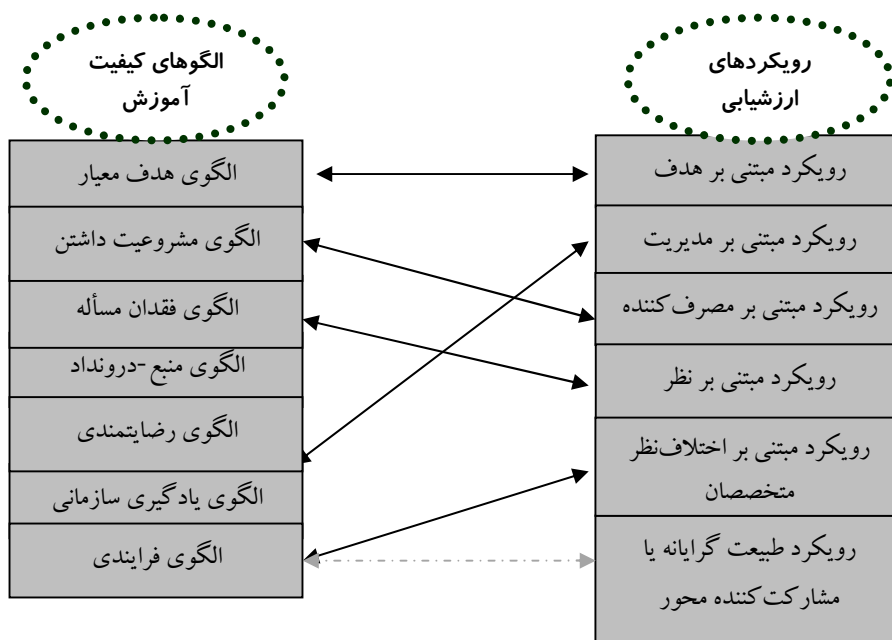 رویکردهای
ارزشیابی
رویکرد مبتنی بر هدف
رویکرد مبتنی بر مدیریت
رویکرد مبتنی بر مصرف‌کننده
رویکرد مبتنی بر نظر
رویکرد مبتنی بر اختلاف‌نظر
متخصصان
رویکرد طبیعت گرایانه یا
مشارکت‌کننده محور
الگوهای کیفیت
آموزش
الگوی هدف معیار
الگوی مشروعیت داشتن
الگوی فقدان مسأله
الگوی منبع-درونداد
الگوی رضایتمندی
الگوی یادگیری سازمانی
الگوی فرایندی